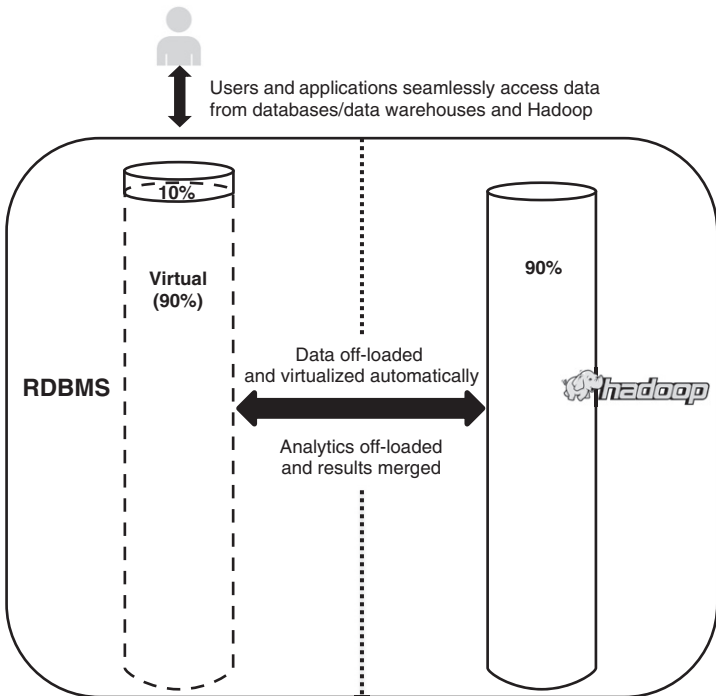 Users and applications seamlessly access data
from databases/data warehouses and Hadoop
10%
Virtual
(90%)
90%
Data off-loaded
and virtualized automatically
RDBMS
hadoop
Analytics off-loaded
and results merged